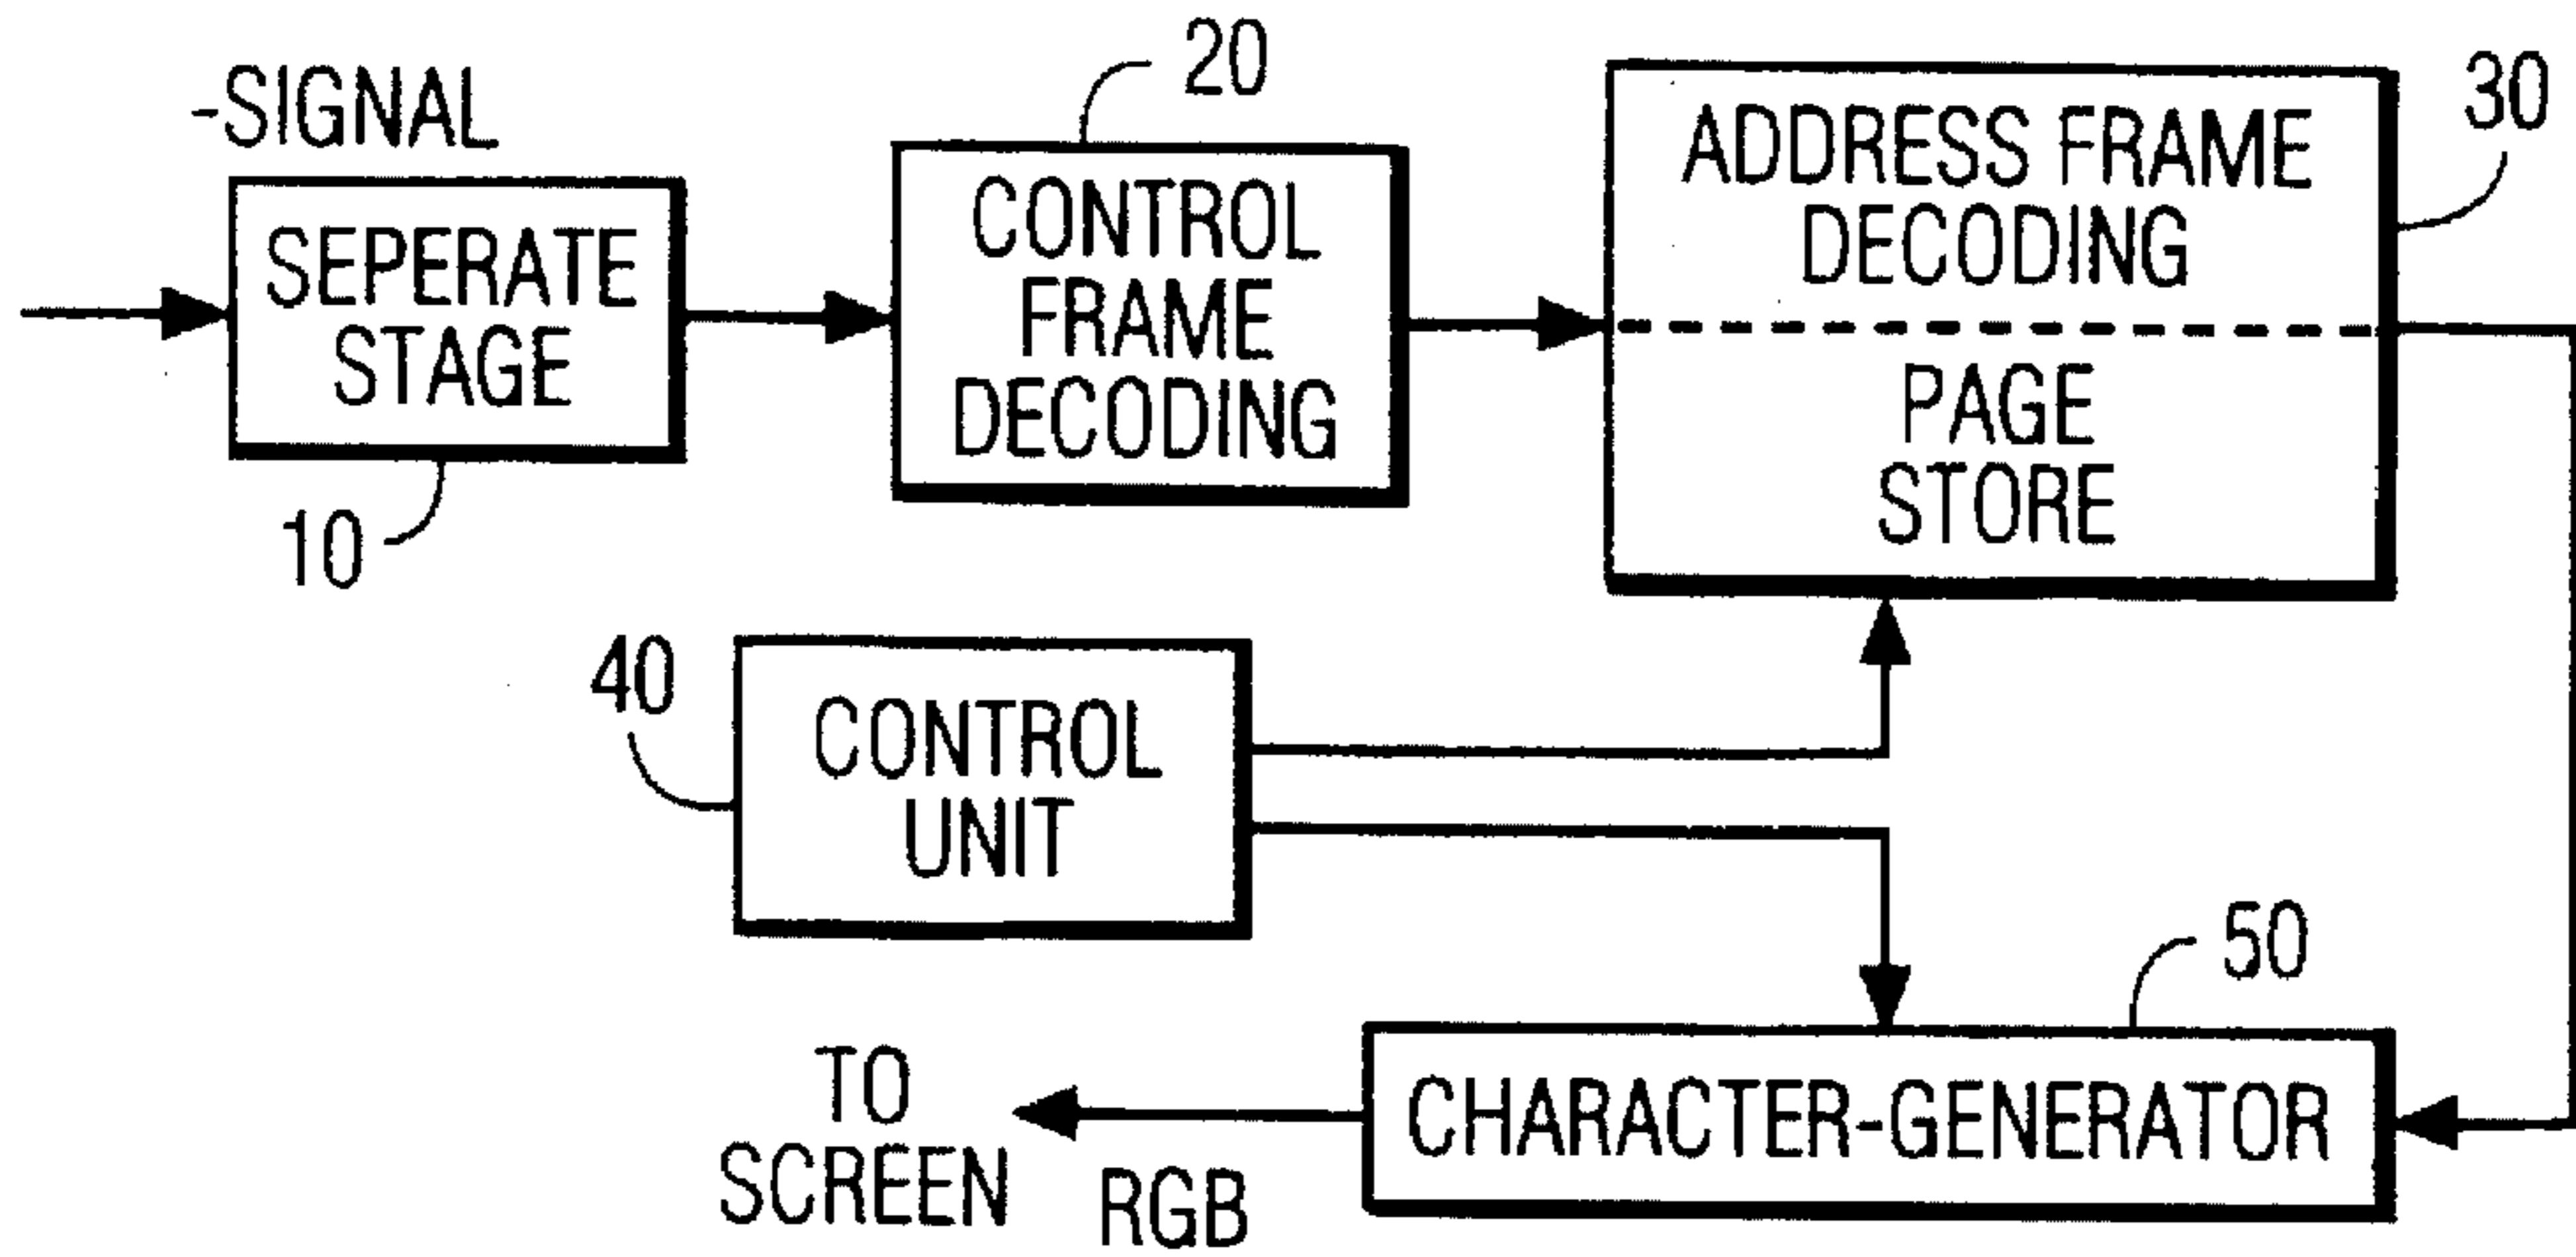 -SIGNAL
20
30
SEPERATE
STAGE
CONTROL
FRAME
DECODING
ADDRESS FRAME
DECODING
PAGE
STORE
10
40
CONTROL
UNIT
50
TO
SCREEN
RGB
CHARACTER-GENERATOR